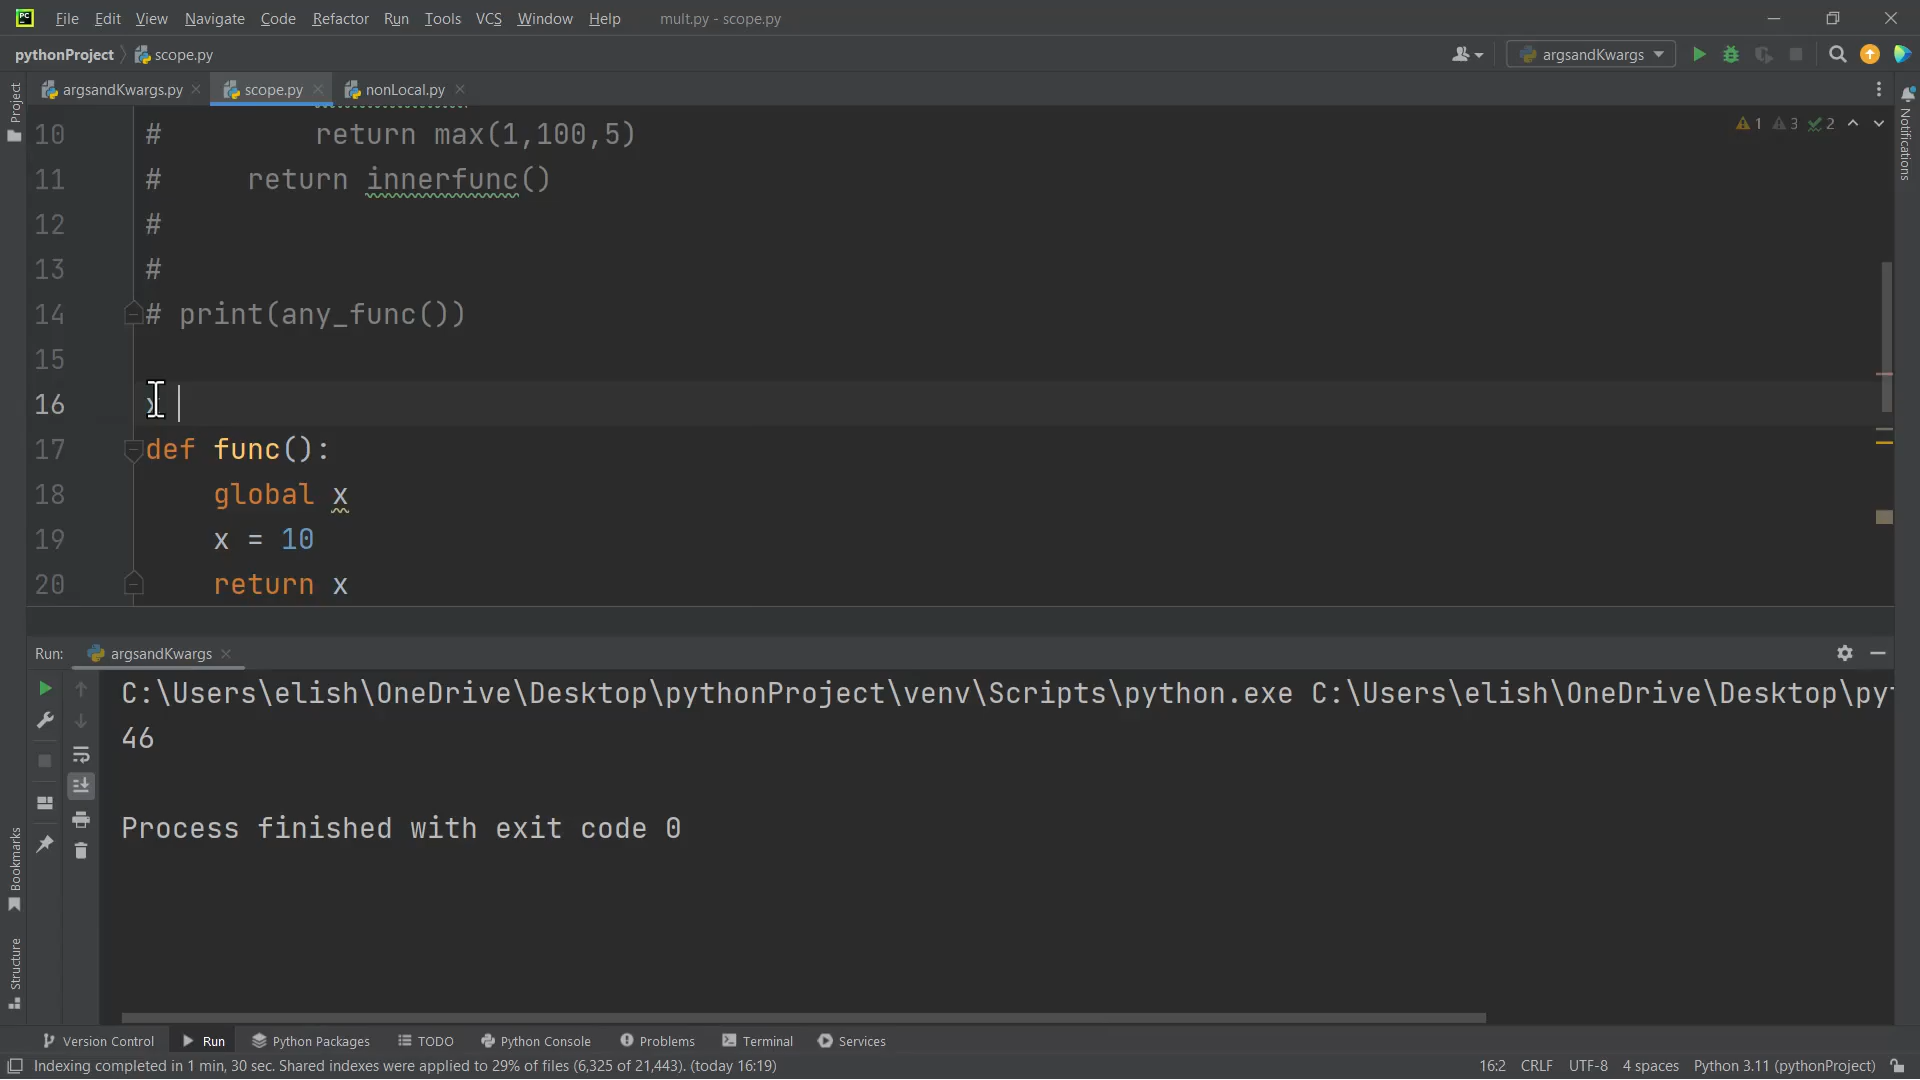 File Edit View Navigate Code Refactor Run Tools VCS Window Help mult.py - scope.py
pythonProject scope.py argsandKwargs
argsandKwargs.py scope.py nonLocal.py
Project
Notifications
1 3 2
10 # return max(1,100,5)
11 # return innerfunc()
12 #
13 #
14 # print(any_func())
15
16 x
17 def func():
18 global x
19 x = 10
20 return x
Run: argsandKwargs
C:\Users\elish\OneDrive\Desktop\pythonProject\venv\Scripts\python.exe C:\Users\elish\OneDrive\Desktop\py
46
Process finished with exit code 0
Bookmarks
Structure
Version Control Run Python Packages TODO Python Console Problems Terminal Services
Indexing completed in 1 min, 30 sec. Shared indexes were applied to 29% of files (6,325 of 21,443). (today 16:19) 16:2 CRLF UTF-8 4 spaces Python 3.11 (pythonProject)